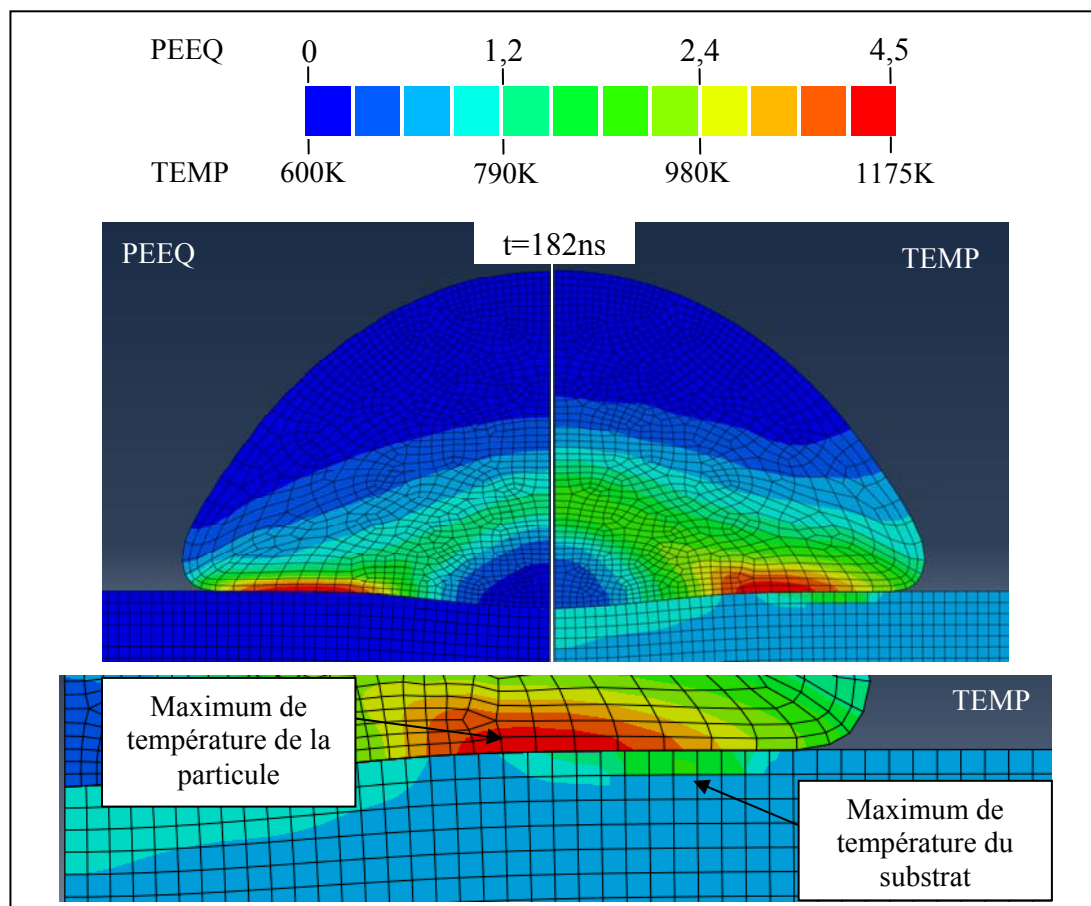 PEEQ 0 1,2 2,4 4,5
TEMP 600K 790K 980K 1175K
t=182ns
PEEQ TEMP
TEMP
Maximum de
température de la
particule
Maximum de
température du
substrat